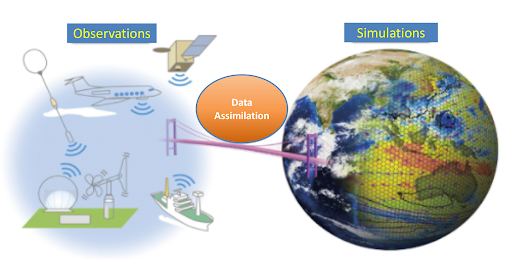 Observations
Simulations
Data
Assimilation